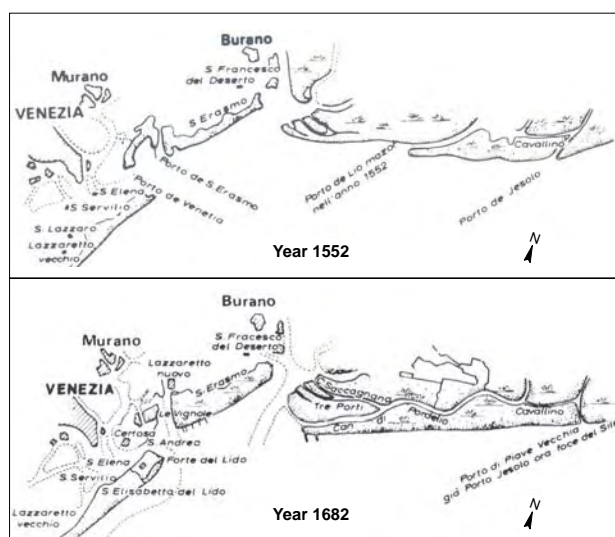 Burano
S. Francesco
del Deserto
Murano
VENEZIA
S. Erasmo
Cavallino
Porto de S. Erasmo
Porto de Venetia
Porto de Lio mazo
nell'anno 1552
Porto de Jesolo
S. Elena
S. Servilio
S. Lazzaro
Lazzaretto
vecchio
Year 1552
N
Burano
S. Fracesco
del Deserto
Murano
Lazzaretto
nuovo
S. Erasmo
VENEZIA
Le Vignole
Certosa
S. Andrea
Saccagnana
Tre Porti
Can. di Pordelio
Cavallino
S. Elena
Forte del Lido
S. Servilio
S. Elisabetta del Lido
Lazzaretto
vecchio
Porto di Piave Vecchia
già Porto Jesolo ora foce del Sile
Year 1682
N